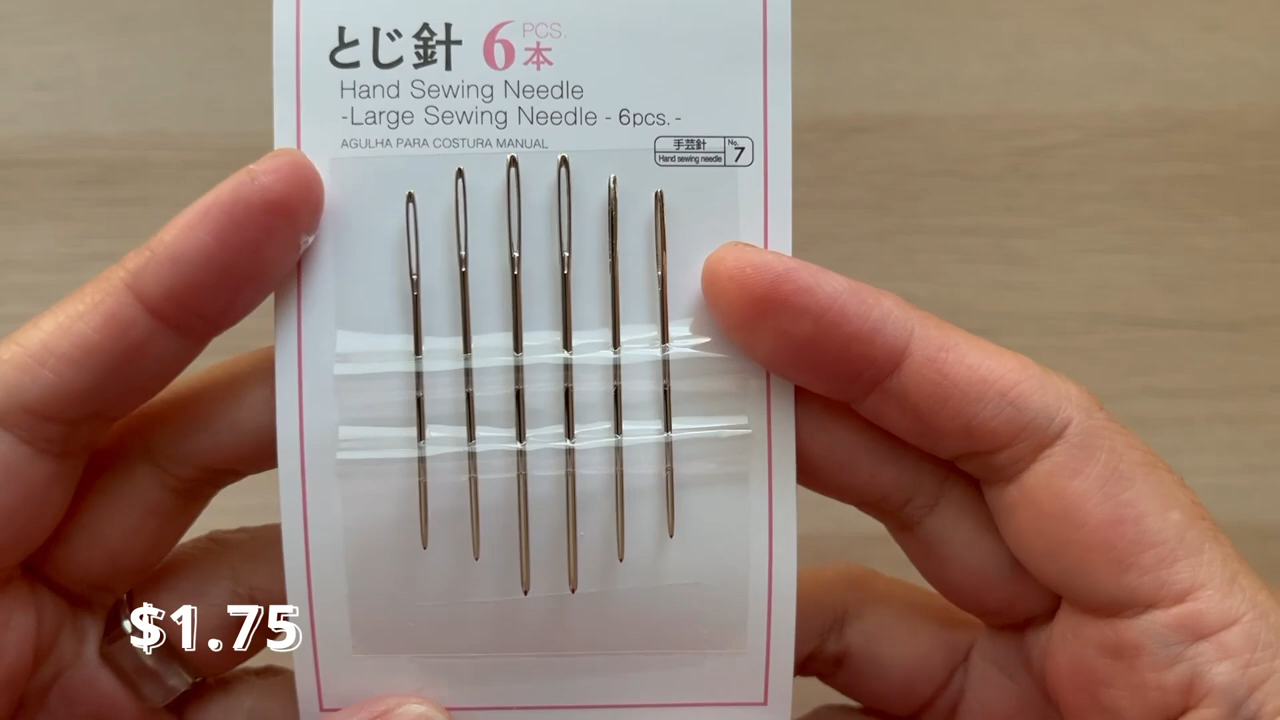 とじ針 6 PCS. 本
Hand Sewing Needle
-Large Sewing Needle - 6pcs. -
AGULHA PARA COSTURA MANUAL
手芸針 No. 7
Hand sewing needle
$1.75